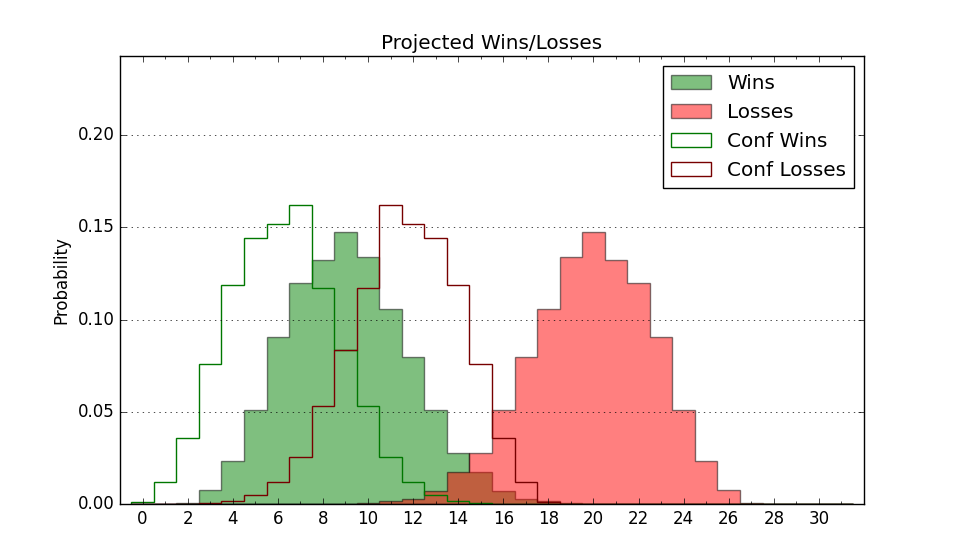 Projected Wins/Losses
Wins
Losses
Conf Wins
Conf Losses
Probability
0.20
0.15
0.10
0.05
0.00
0 2 4 6 8 10 12 14 16 18 20 22 24 26 28 30